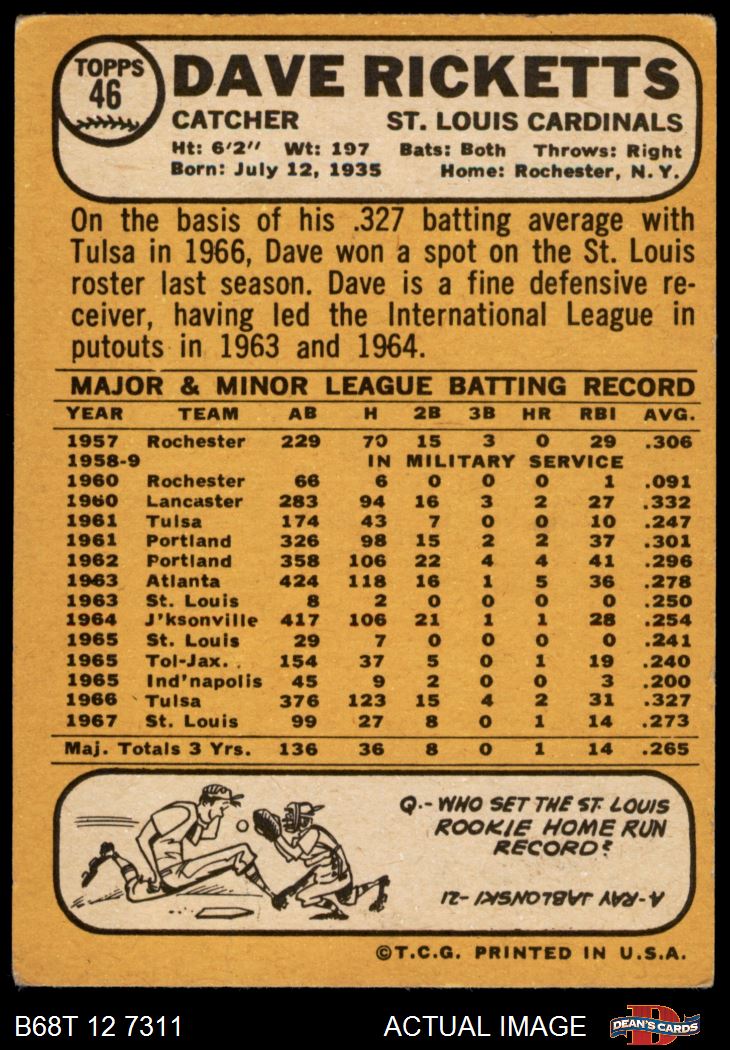 TOPPS
46
DAVE RICKETTS
CATCHER ST. LOUIS CARDINALS
Ht: 6'2" Wt: 197 Bats: Both Throws: Right
Born: July 12, 1935 Home: Rochester, N. Y.
On the basis of his .327 batting average with
Tulsa in 1966, Dave won a spot on the St. Louis
roster last season. Dave is a fine defensive re-
ceiver, having led the International League in
putouts in 1963 and 1964.
MAJOR & MINOR LEAGUE BATTING RECORD
YEAR TEAM AB H 2B 3B HR RBI AVG.
1957 Rochester 229 70 15 3 0 29 .306
1958-9 IN MILITARY SERVICE
1960 Rochester 66 6 0 0 0 1 .091
1960 Lancaster 283 94 16 3 2 27 .332
1961 Tulsa 174 43 7 0 0 10 .247
1961 Portland 326 98 15 2 2 37 .301
1962 Portland 358 106 22 4 4 41 .296
1963 Atlanta 424 118 16 1 5 36 .278
1963 St. Louis 8 2 0 0 0 0 .250
1964 J'ksonville 417 106 21 1 1 28 .254
1965 St. Louis 29 7 0 0 0 0 .241
1965 Tol-Jax. 154 37 5 0 1 19 .240
1965 Ind'napolis 45 9 2 0 0 3 .200
1966 Tulsa 376 123 15 4 2 31 .327
1967 St. Louis 99 27 8 0 1 14 .273
Maj. Totals 3 Yrs. 136 36 8 0 1 14 .265
Q.- WHO SET THE ST. LOUIS
ROOKIE HOME RUN
RECORD?
A-RAY JABLONSKI -21
©T.C.G. PRINTED IN U.S.A.
B68T 12 7311 ACTUAL IMAGE
D
DEAN'S CARDS